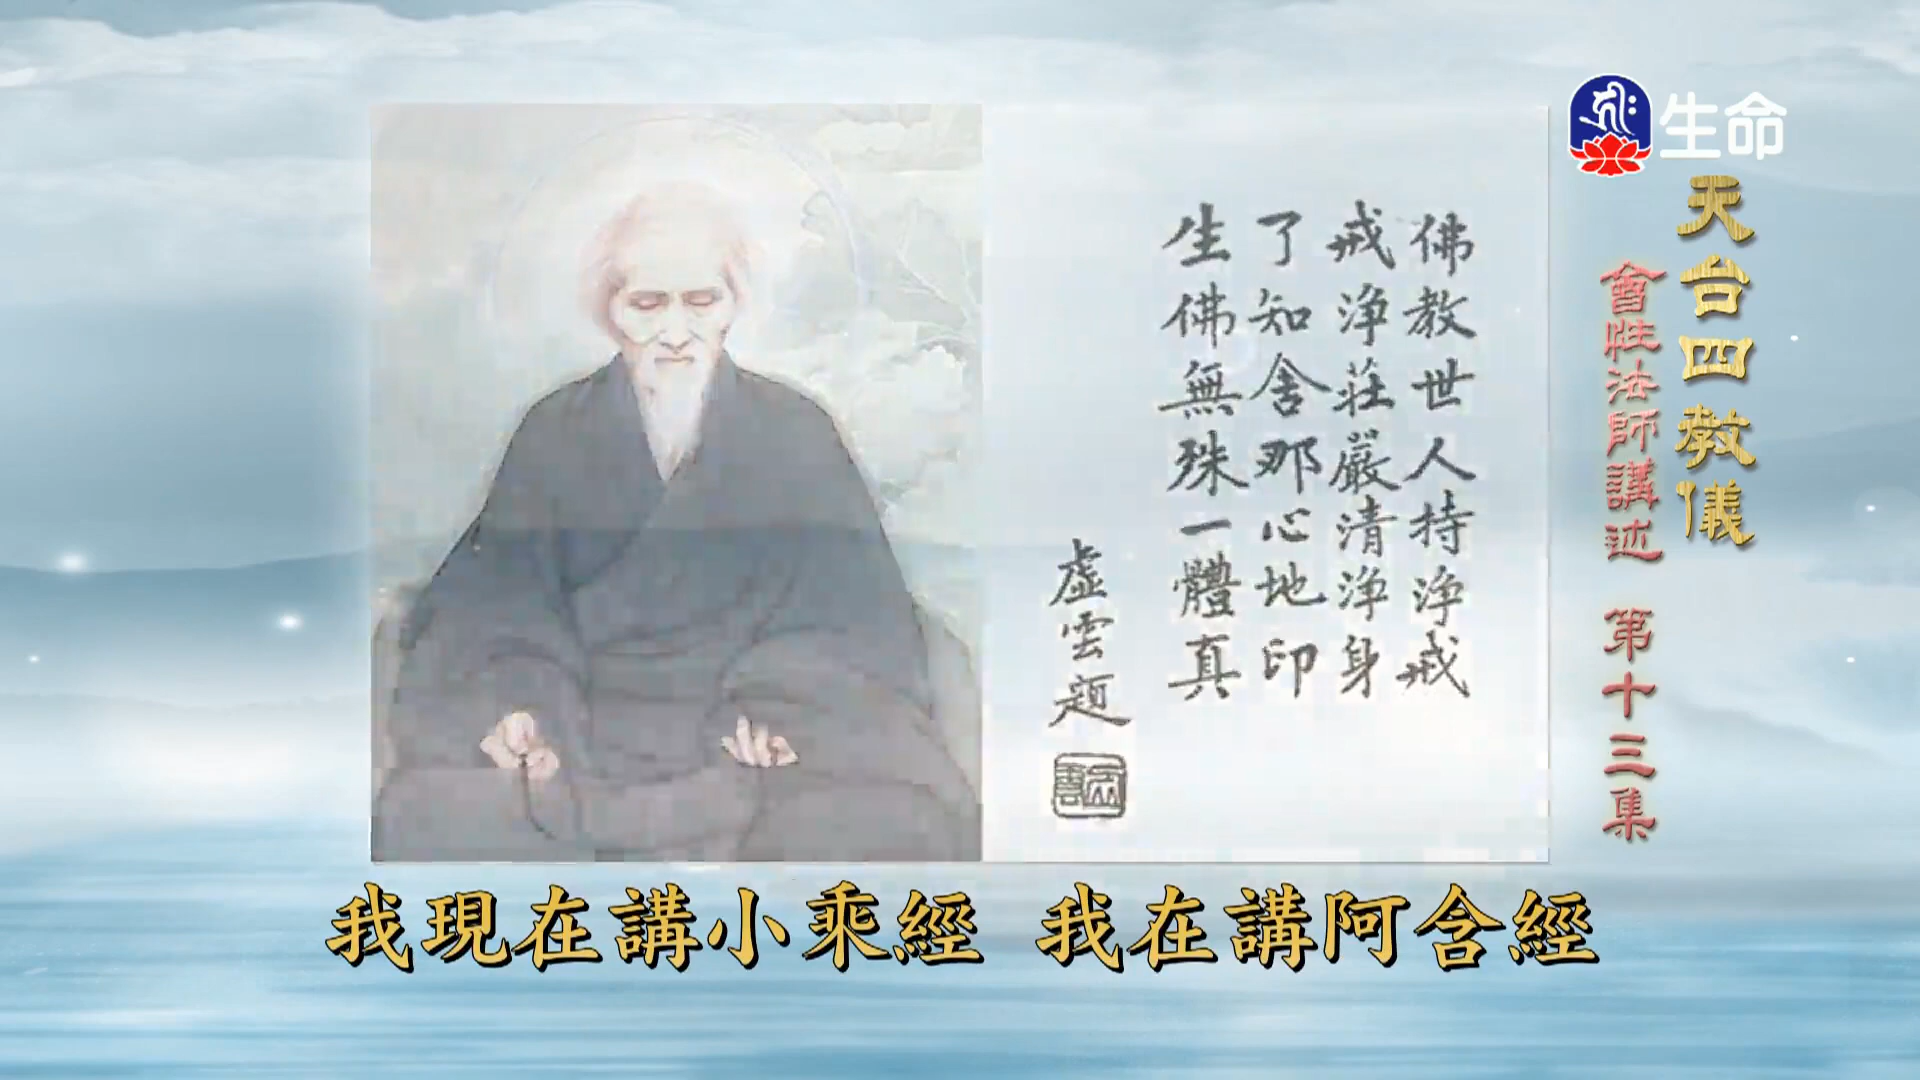 生命
天台四教儀
會性法師講述 第十三集
佛教世人持淨戒
戒淨莊嚴清淨身
了知舍那心地印
生佛無殊一體真
虛雲題
我現在講小乘經 我在講阿含經